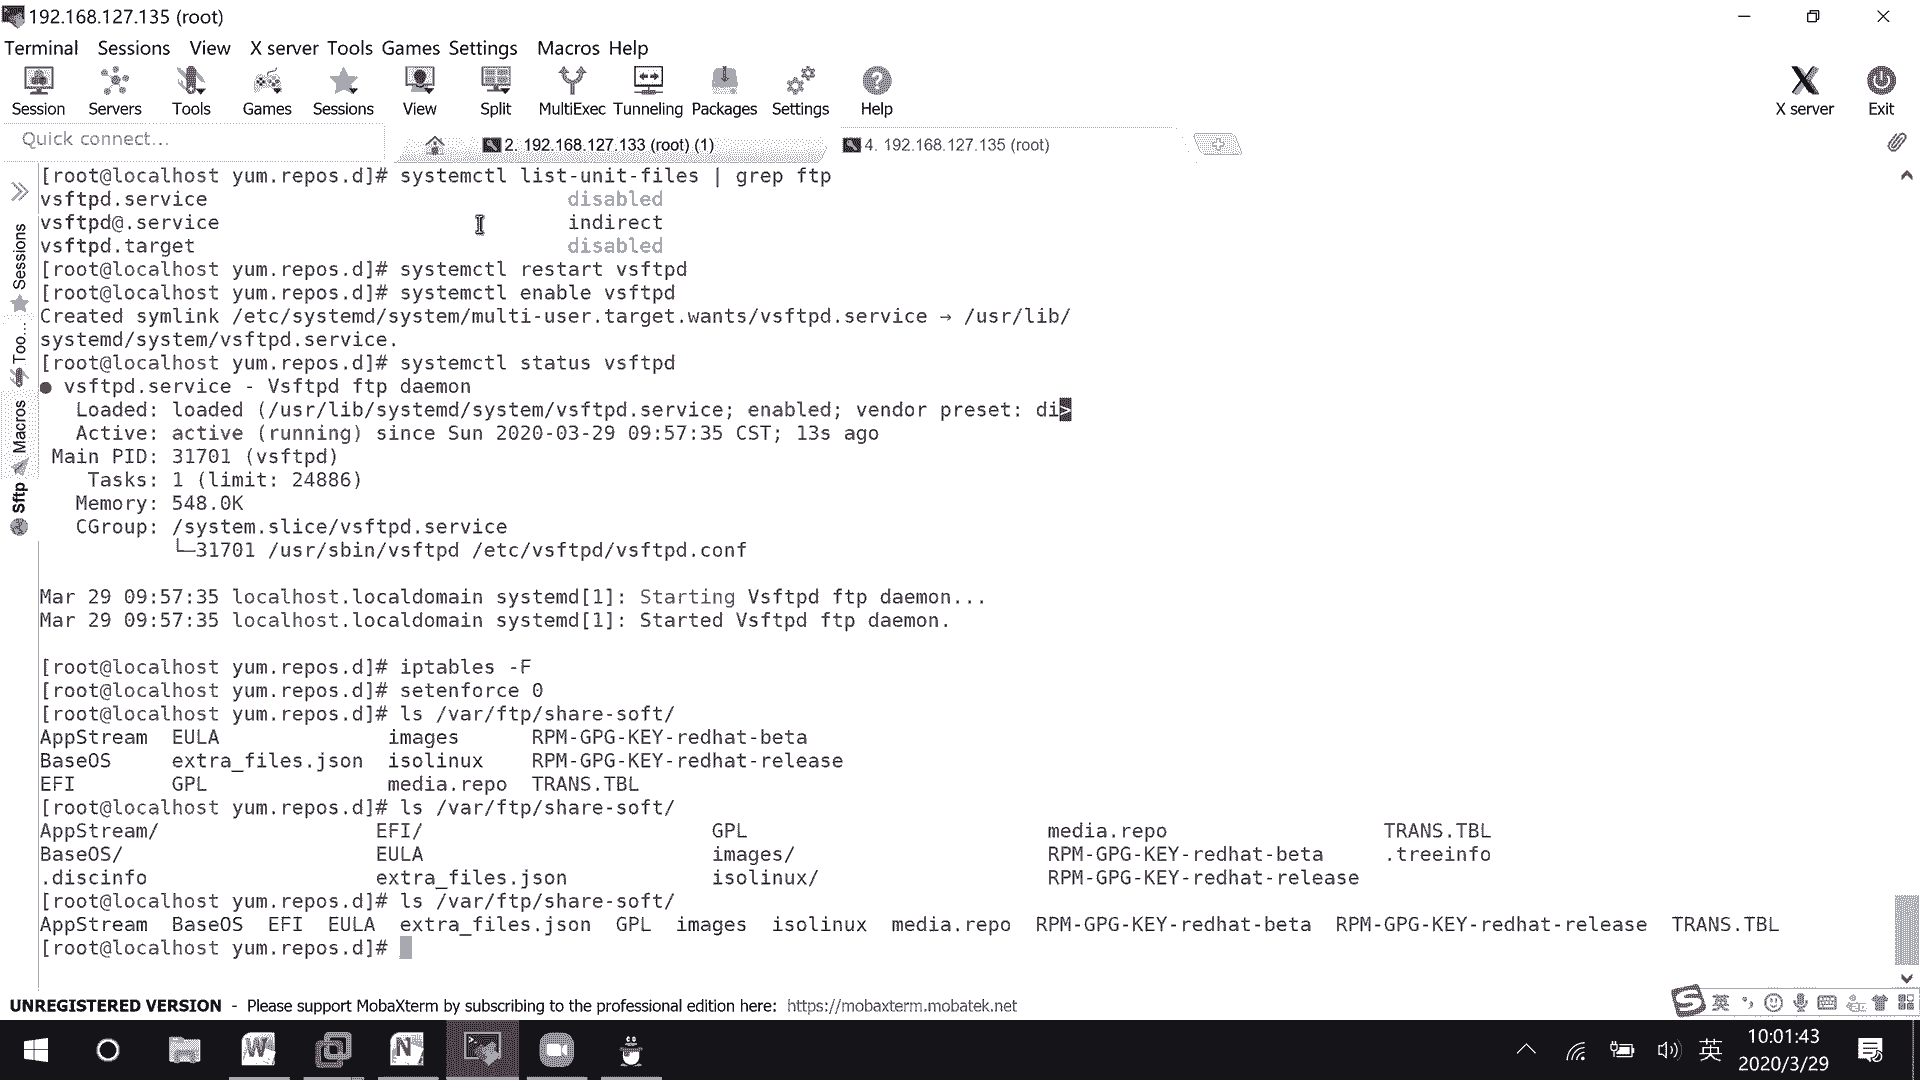 192.168.127.135 (root)
Terminal Sessions View X server Tools Games Settings Macros Help
Session Servers Tools Games Sessions View Split MultiExec Tunneling Packages Settings Help X server Exit
Quick connect...
2. 192.168.127.133 (root) (1)
4. 192.168.127.135 (root)
Sessions
Too...
Macros
Sftp
[root@localhost yum.repos.d]# systemctl list-unit-files | grep ftp
vsftpd.service disabled
vsftpd@.service indirect
vsftpd.target disabled
[root@localhost yum.repos.d]# systemctl restart vsftpd
[root@localhost yum.repos.d]# systemctl enable vsftpd
Created symlink /etc/systemd/system/multi-user.target.wants/vsftpd.service → /usr/lib/
systemd/system/vsftpd.service.
[root@localhost yum.repos.d]# systemctl status vsftpd
● vsftpd.service - Vsftpd ftp daemon
Loaded: loaded (/usr/lib/systemd/system/vsftpd.service; enabled; vendor preset: di>
Active: active (running) since Sun 2020-03-29 09:57:35 CST; 13s ago
Main PID: 31701 (vsftpd)
Tasks: 1 (limit: 24886)
Memory: 548.0K
CGroup: /system.slice/vsftpd.service
└─31701 /usr/sbin/vsftpd /etc/vsftpd/vsftpd.conf
Mar 29 09:57:35 localhost.localdomain systemd[1]: Starting Vsftpd ftp daemon...
Mar 29 09:57:35 localhost.localdomain systemd[1]: Started Vsftpd ftp daemon.
[root@localhost yum.repos.d]# iptables -F
[root@localhost yum.repos.d]# setenforce 0
[root@localhost yum.repos.d]# ls /var/ftp/share-soft/
AppStream EULA images RPM-GPG-KEY-redhat-beta
BaseOS extra_files.json isolinux RPM-GPG-KEY-redhat-release
EFI GPL media.repo TRANS.TBL
[root@localhost yum.repos.d]# ls /var/ftp/share-soft/
AppStream/ EFI/ GPL media.repo TRANS.TBL
BaseOS/ EULA images/ RPM-GPG-KEY-redhat-beta .treeinfo
.discinfo extra_files.json isolinux/ RPM-GPG-KEY-redhat-release
[root@localhost yum.repos.d]# ls /var/ftp/share-soft/
AppStream BaseOS EFI EULA extra_files.json GPL images isolinux media.repo RPM-GPG-KEY-redhat-beta RPM-GPG-KEY-redhat-release TRANS.TBL
[root@localhost yum.repos.d]#
UNREGISTERED VERSION - Please support MobaXterm by subscribing to the professional edition here: https://mobaxterm.mobatek.net
英
英
10:01:43
2020/3/29